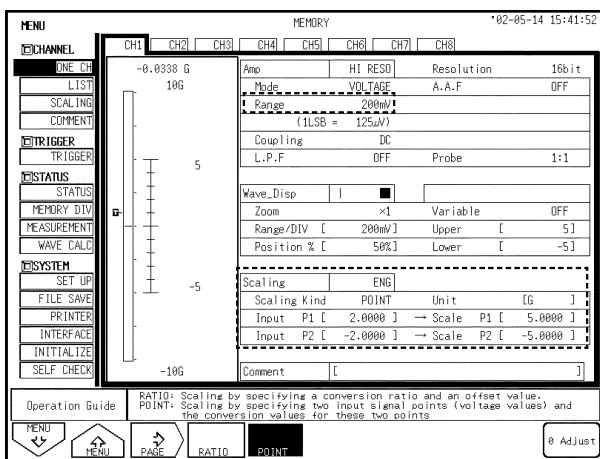 MENU MEMORY '02-05-14 15:41:52
CHANNEL CH1 CH2 CH3 CH4 CH5 CH6 CH7 CH8
ONE CH -0.0338 G Amp HI RESO Resolution 16bit
LIST 10G Mode VOLTAGE A.A.F OFF
SCALING Range 200mV
COMMENT (1LSB = 125μV)
TRIGGER Coupling DC
TRIGGER 5 L.P.F OFF Probe 1:1
STATUS
STATUS Wave_Disp
MEMORY DIV T Zoom ×1 Variable OFF
MEASUREMENT Range/DIV [ 200mV] Upper [ 5]
WAVE CALC Position % [ 50%] Lower [ -5]
SYSTEM
SET UP -5 Scaling ENG
FILE SAVE Scaling Kind POINT Unit [G ]
PRINTER Input P1 [ 2.0000 ] → Scale P1 [ 5.0000 ]
INTERFACE Input P2 [ -2.0000 ] → Scale P2 [ -5.0000 ]
INITIALIZE
SELF CHECK -10G Comment [ ]
Operation Guide RATIO: Scaling by specifying a conversion ratio and an offset value.
POINT: Scaling by specifying two input signal points (voltage values) and
the conversion values for these two points
MENU MENU PAGE RATIO POINT 0 Adjust